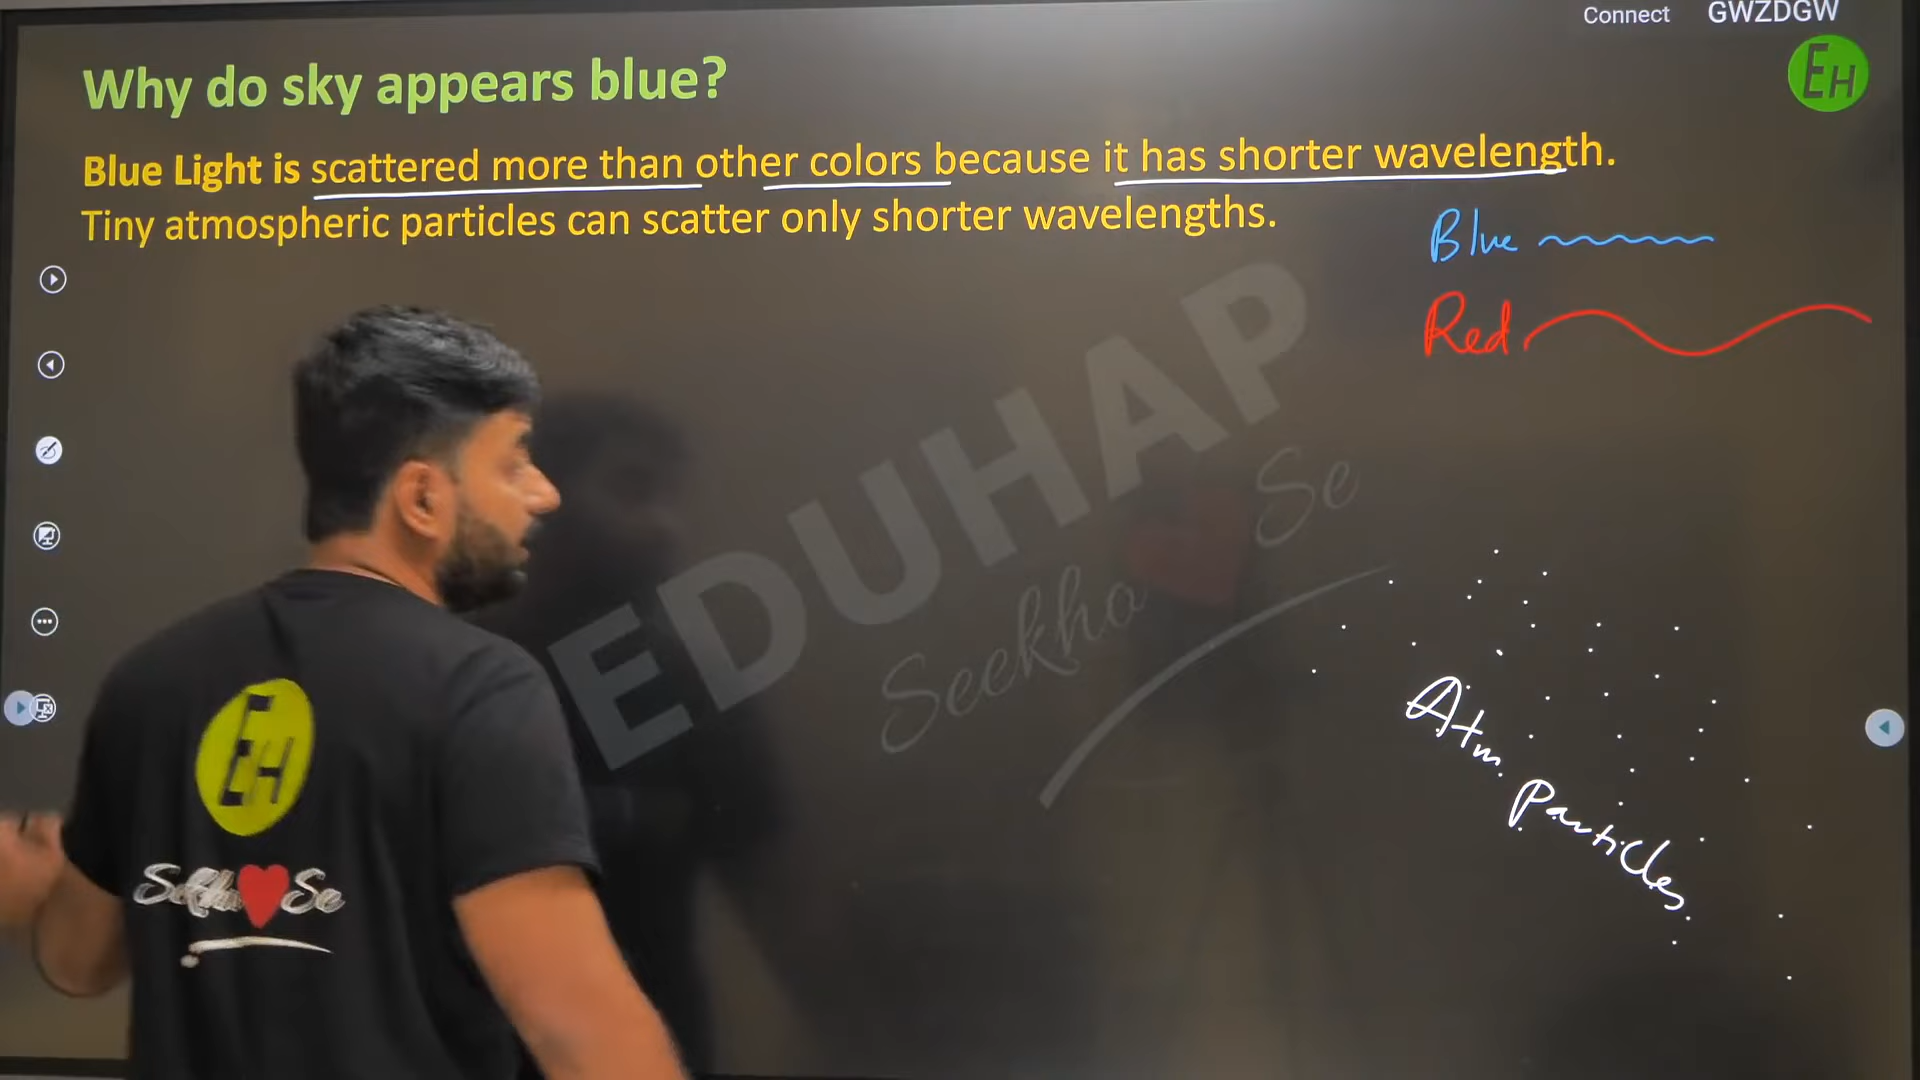 Connect GWZDGW
EH
Why do sky appears blue?
Blue Light is scattered more than other colors because it has shorter wavelength.
Tiny atmospheric particles can scatter only shorter wavelengths.
Blue
Red
EDUHAP
Seekho Se
Atm. Particles
EH
Seekho Se